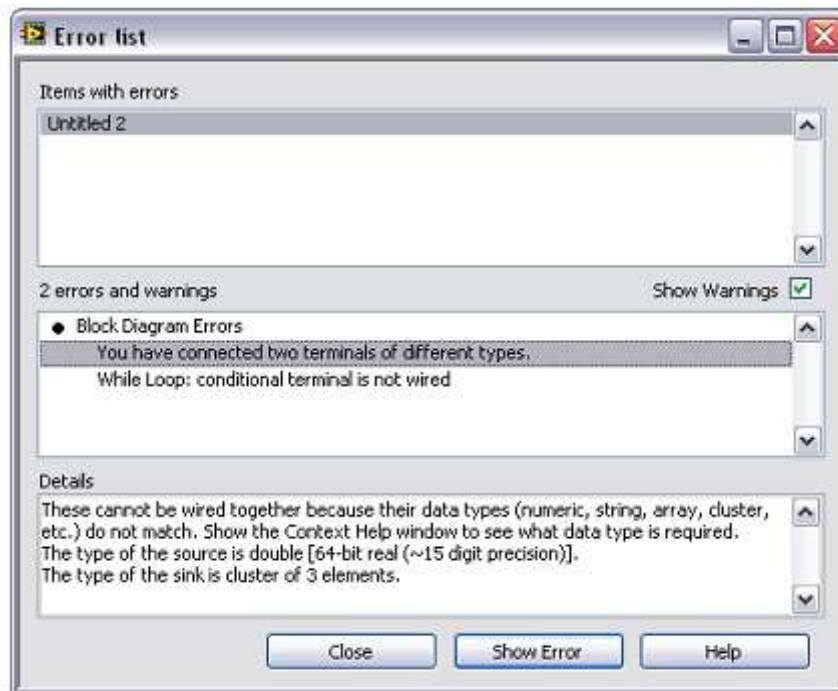 Error list
Items with errors
Untitled 2
2 errors and warnings
Show Warnings
Block Diagram Errors
You have connected two terminals of different types.
While Loop: conditional terminal is not wired
Details
These cannot be wired together because their data types (numeric, string, array, cluster,
etc.) do not match. Show the Context Help window to see what data type is required.
The type of the source is double [64-bit real (~15 digit precision)].
The type of the sink is cluster of 3 elements.
Close
Show Error
Help